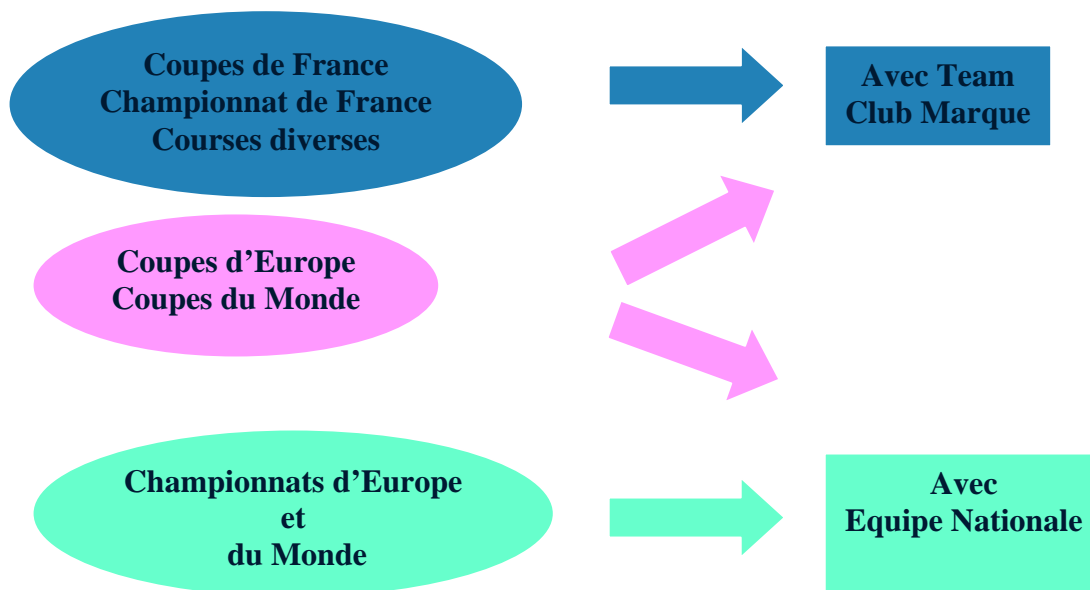 Coupes de France
Championnat de France
Courses diverses
Avec Team
Club Marque
Coupes d’Europe
Coupes du Monde
Championnats d’Europe
et
du Monde
Avec
Equipe Nationale